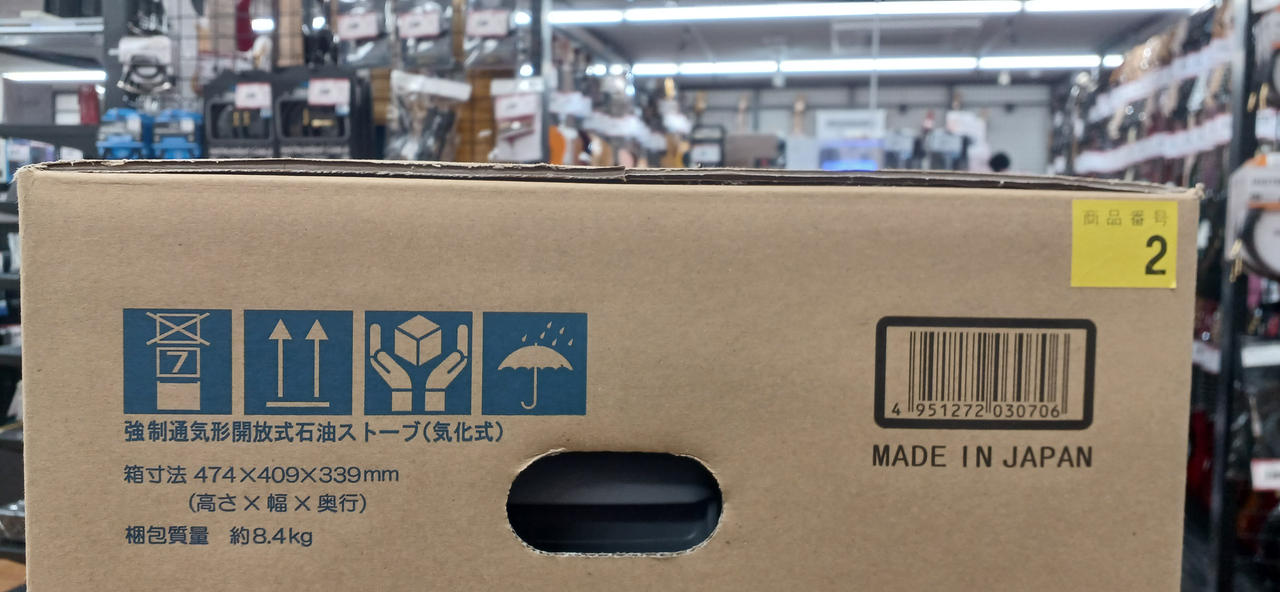 商品番号
2
7
4 951272 030706
MADE IN JAPAN
強制通気形開放式石油ストーブ(気化式)
箱寸法 474×409×339mm
(高さ×幅×奥行)
梱包質量 約8.4kg